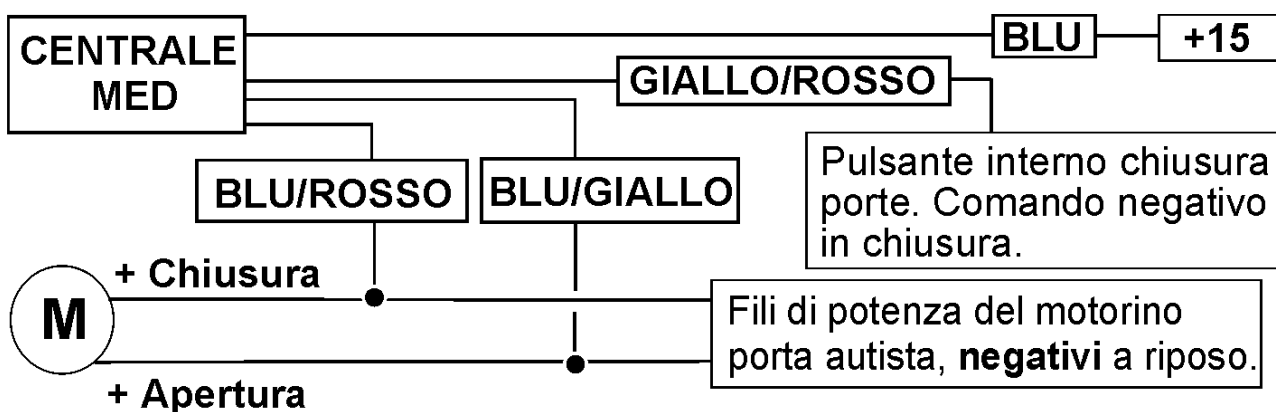 CENTRALE
MED
BLU
+15
GIALLO/ROSSO
BLU/ROSSO
BLU/GIALLO
Pulsante interno chiusura
porte. Comando negativo
in chiusura.
+ Chiusura
M
Fili di potenza del motorino
porta autista, negativi a riposo.
+ Apertura